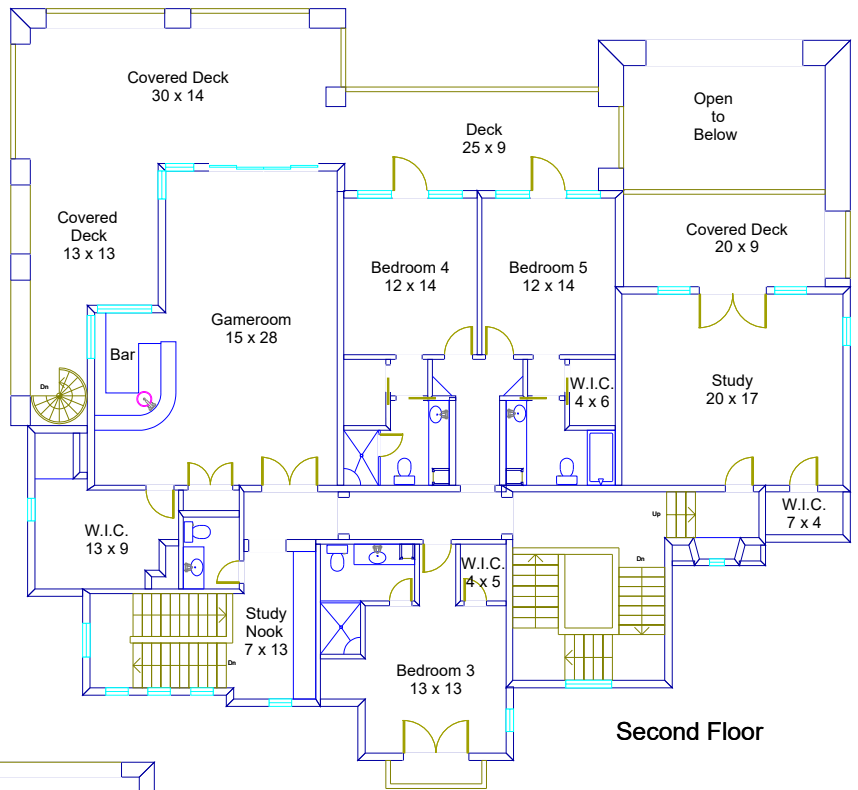 Covered Deck
30 x 14
Deck
25 x 9
Open
to
Below
Covered
Deck
13 x 13
Covered Deck
20 x 9
Bedroom 4
12 x 14
Bedroom 5
12 x 14
Gameroom
15 x 28
Bar
Dn
W.I.C.
4 x 6
Study
20 x 17
W.I.C.
13 x 9
Up
W.I.C.
7 x 4
Dn
W.I.C.
4 x 5
Study
Nook
7 x 13
Dn
Bedroom 3
13 x 13
Second Floor